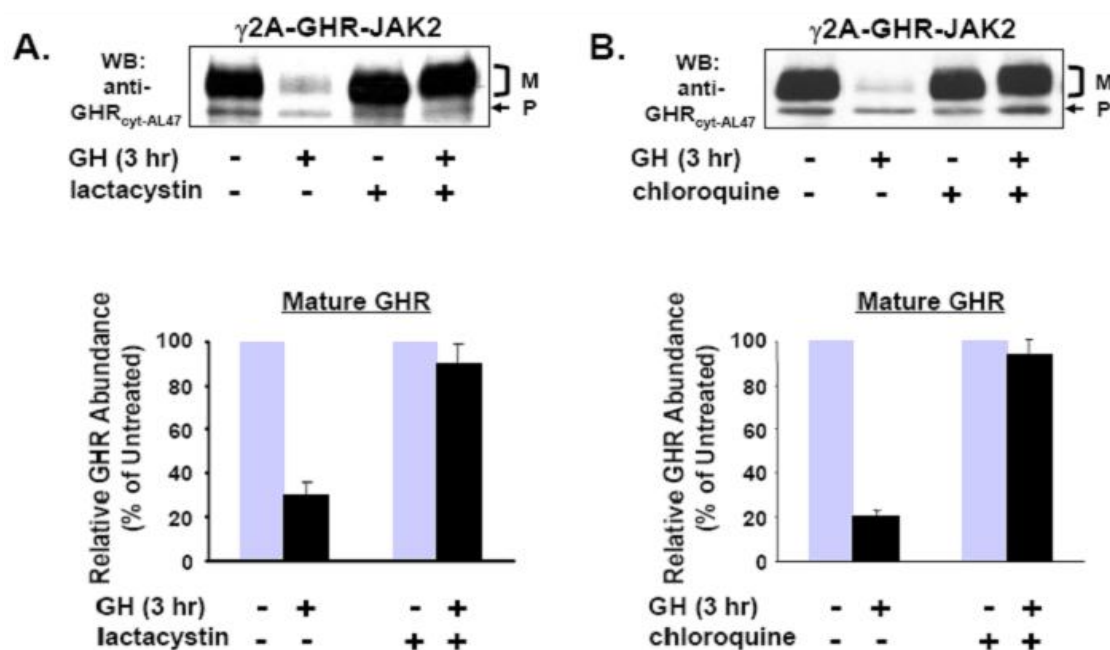 A.
γ2A-GHR-JAK2
WB:
anti-
GHRcyt-AL47
M
P
GH (3 hr) - + - +
lactacystin - - + +
Mature GHR
Relative GHR Abundance
(% of Untreated)
100
80
60
40
20
0
GH (3 hr) - + - +
lactacystin - - + +
B.
γ2A-GHR-JAK2
WB:
anti-
GHRcyt-AL47
M
P
GH (3 hr) - + - +
chloroquine - - + +
Mature GHR
Relative GHR Abundance
(% of Untreated)
100
80
60
40
20
0
GH (3 hr) - + - +
chloroquine - - + +